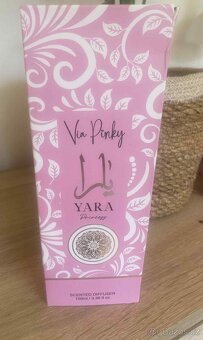 Via Pinky
يارا
YARA
Princess
SCENTED DIFFUSER